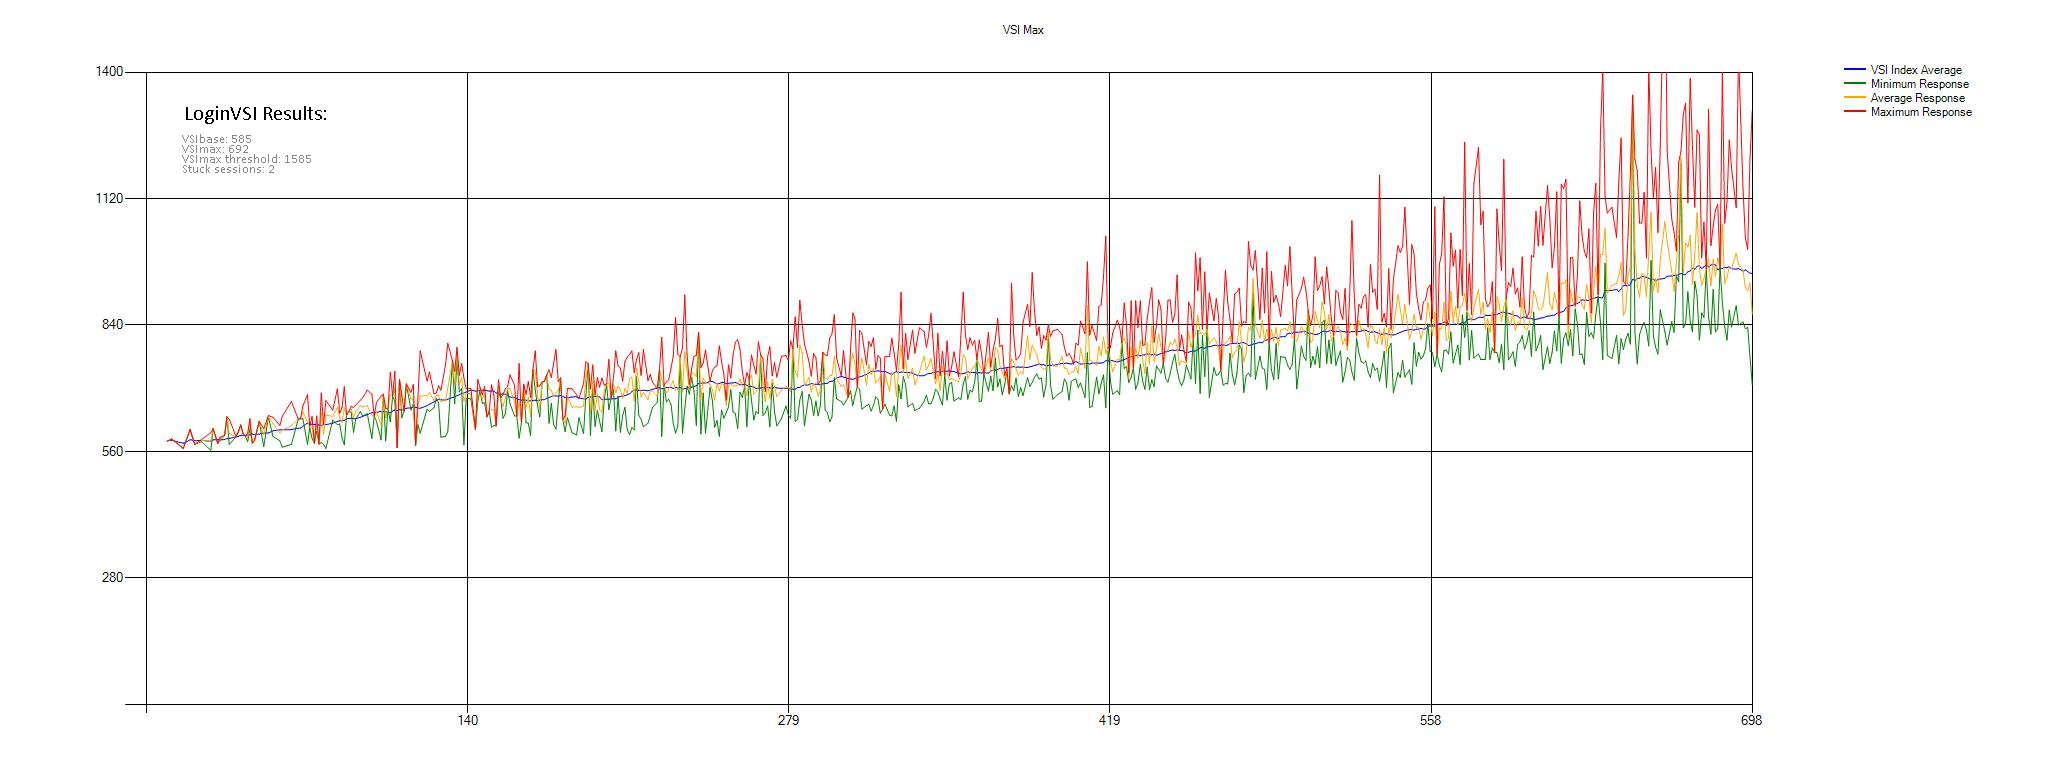 VSI Max
1400
1120
840
560
280
140
279
419
558
698
LoginVSI Results:
VSIbase: 585
VSImax: 692
VSImax threshold: 1585
Stuck sessions: 2
VSI Index Average
Minimum Response
Average Response
Maximum Response